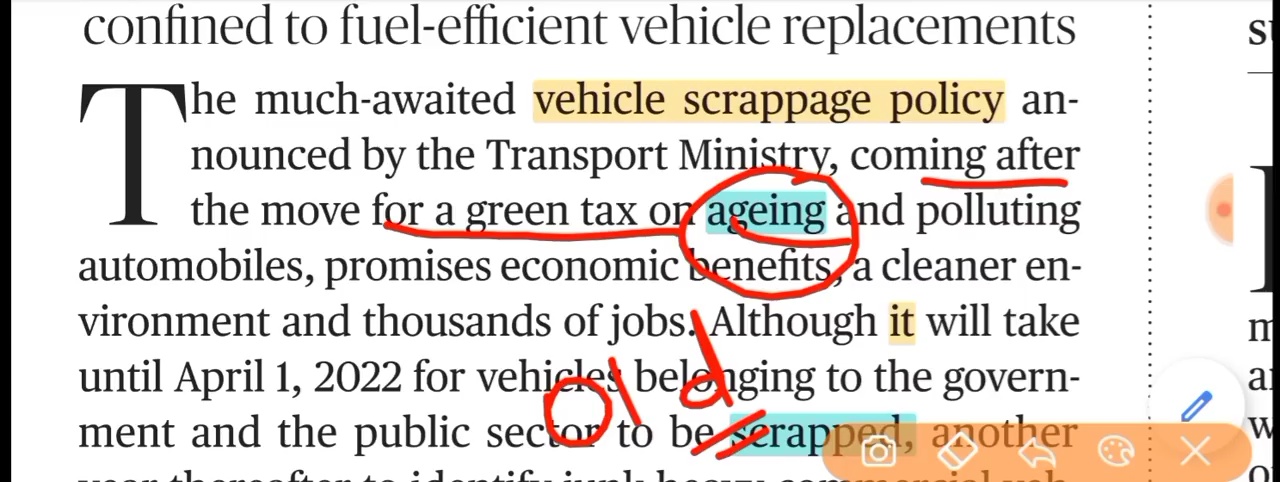 confined to fuel-efficient vehicle replacements
The much-awaited vehicle scrappage policy an-
nounced by the Transport Ministry, coming after
the move for a green tax on ageing and polluting
automobiles, promises economic benefits, a cleaner en-
vironment and thousands of jobs. Although it will take
until April 1, 2022 for vehicles belonging to the govern-
old
ment and the public sector to be scrapped, another